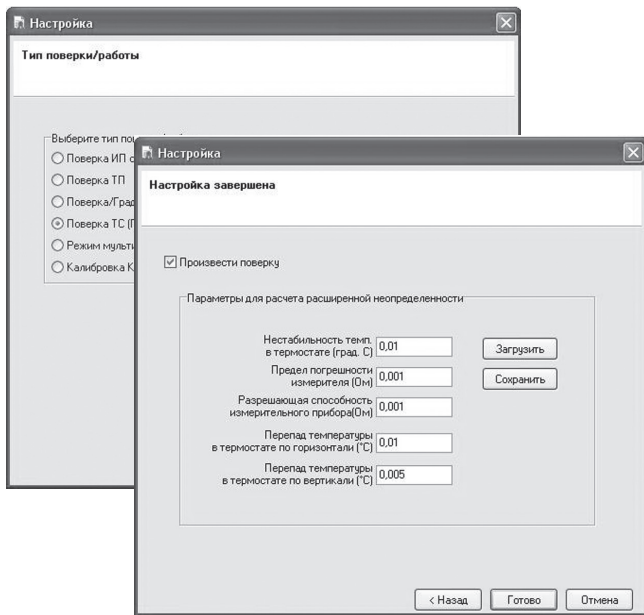 Настройка
Тип поверки/работы
Выберите тип
Поверка ИП
Поверка ТП
Поверка/Град
Поверка ТС
Режим
Калибровка
Настройка
Настройка завершена
Произвести поверку
Параметры для расчета расширенной неопределенности
Нестабильность темп.
в термостате (град. С) 0,01
Загрузить
Предел погрешности
измерителя (Ом) 0,001
Сохранить
Разрешающая способность
измерительного прибора(Ом) 0,001
Перепад температуры
в термостате по горизонтали (°C) 0,01
Перепад температуры
в термостате по вертикали (°C) 0,005
< Назад
Готово
Отмена